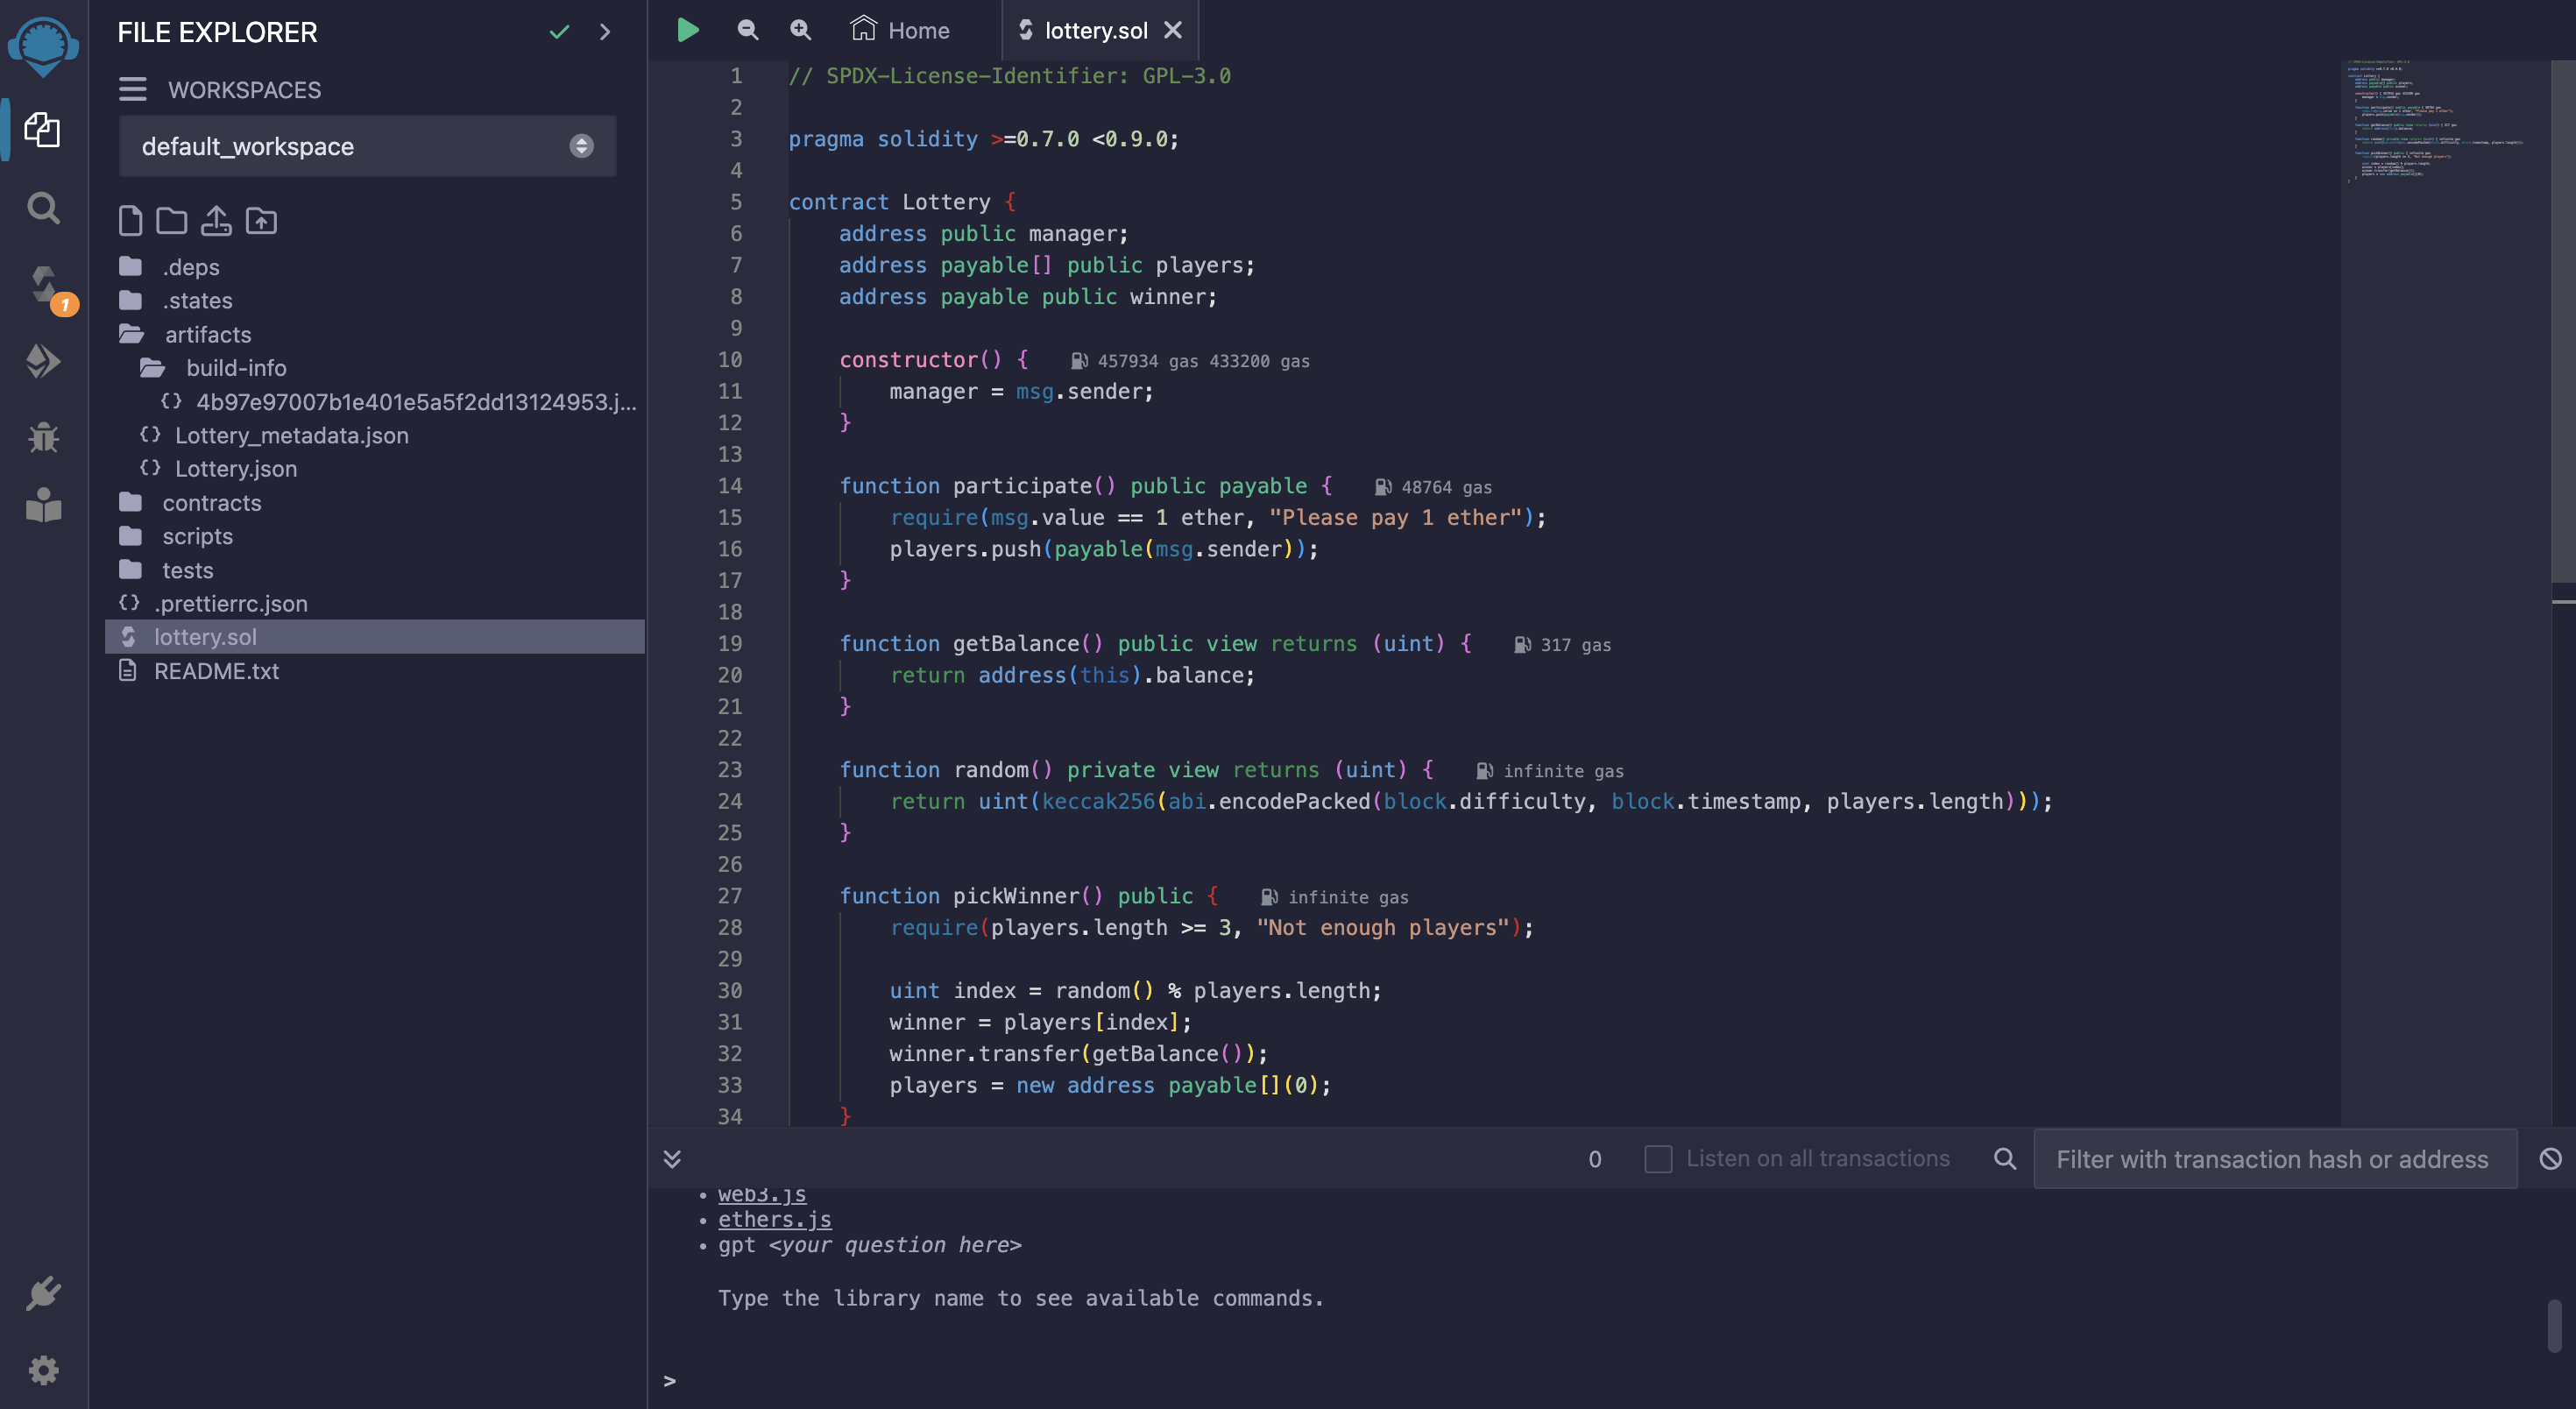 FILE EXPLORER
WORKSPACES
default_workspace
.deps
.states
artifacts
build-info
4b97e97007b1e401e5a5f2dd13124953.j...
Lottery_metadata.json
Lottery.json
contracts
scripts
tests
.prettierrc.json
lottery.sol
README.txt
1
Home
lottery.sol
1 // SPDX-License-Identifier: GPL-3.0
2
3 pragma solidity >=0.7.0 <0.9.0;
4
5 contract Lottery {
6     address public manager;
7     address payable[] public players;
8     address payable public winner;
9
10     constructor() { 457934 gas 433200 gas
11         manager = msg.sender;
12     }
13
14     function participate() public payable { 48764 gas
15         require(msg.value == 1 ether, "Please pay 1 ether");
16         players.push(payable(msg.sender));
17     }
18
19     function getBalance() public view returns (uint) { 317 gas
20         return address(this).balance;
21     }
22
23     function random() private view returns (uint) { infinite gas
24         return uint(keccak256(abi.encodePacked(block.difficulty, block.timestamp, players.length)));
25     }
26
27     function pickWinner() public { infinite gas
28         require(players.length >= 3, "Not enough players");
29
30         uint index = random() % players.length;
31         winner = players[index];
32         winner.transfer(getBalance());
33         players = new address payable[](0);
34     }
0
Listen on all transactions
Filter with transaction hash or address
• web3.js
• ethers.js
• gpt <your question here>
Type the library name to see available commands.
>